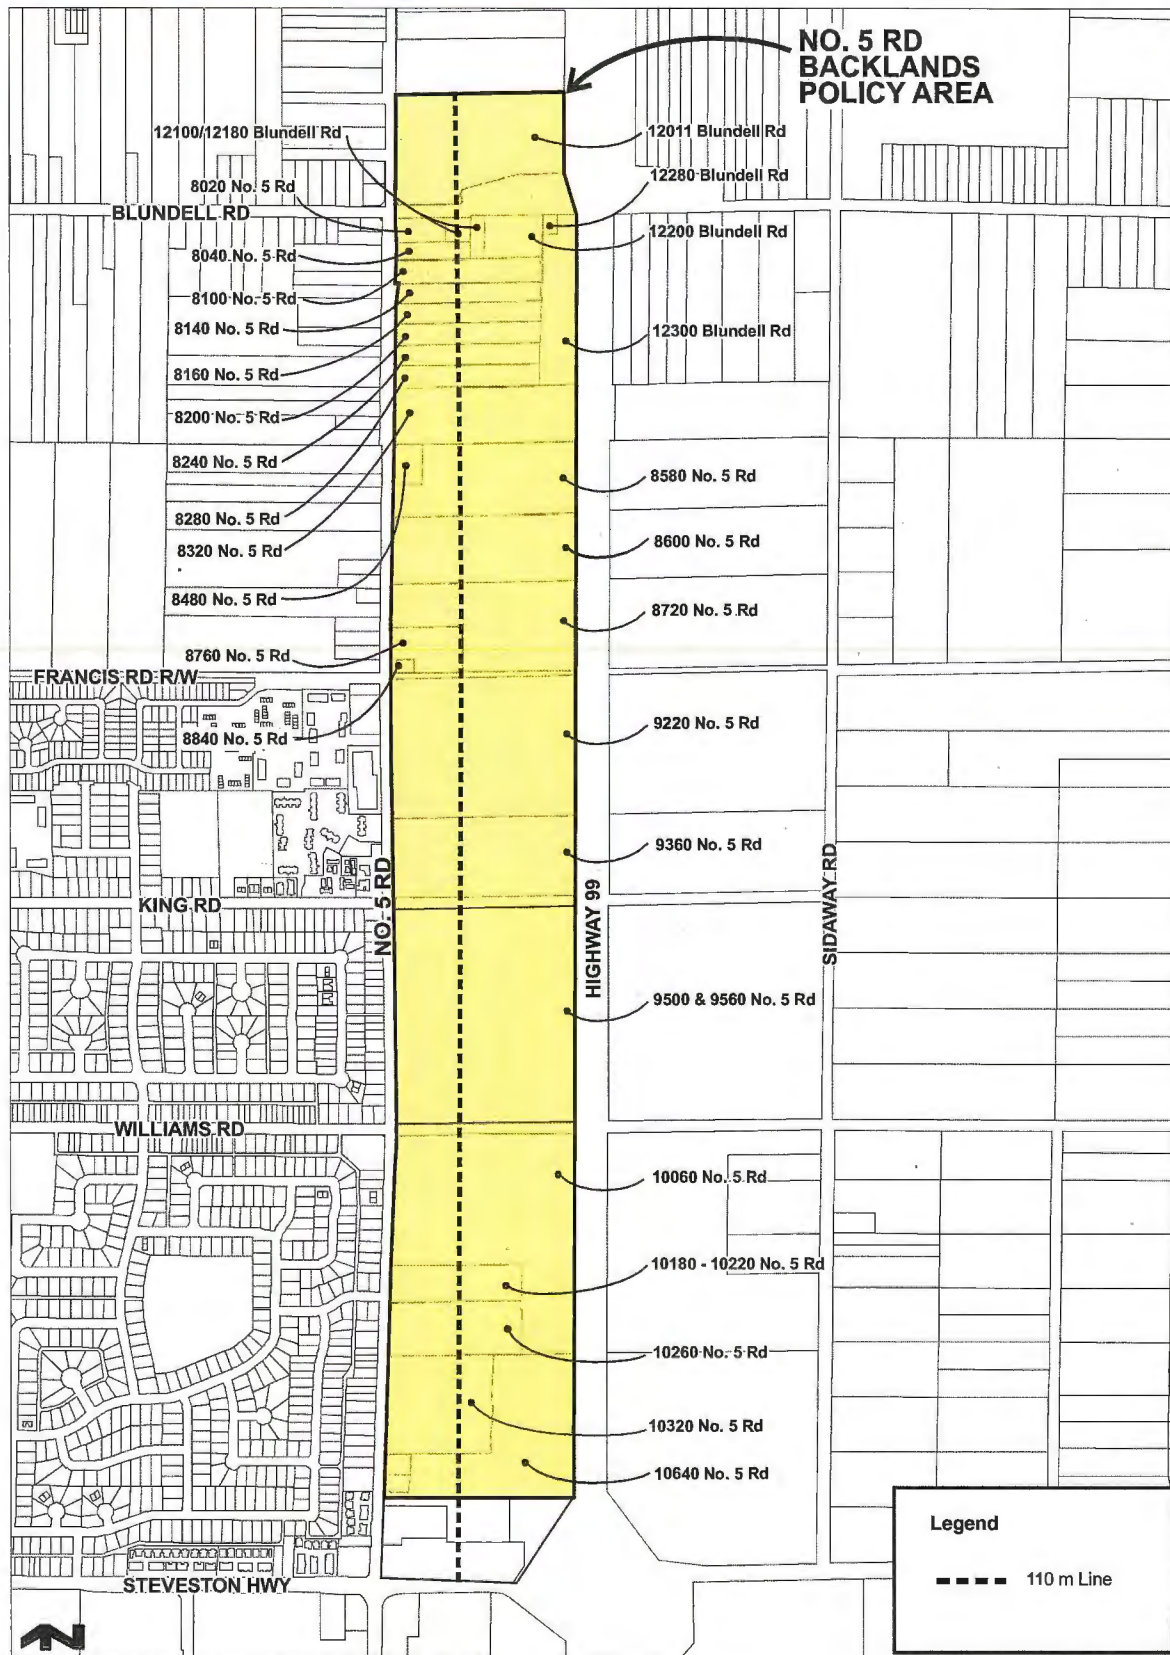 NO. 5 RD
BACKLANDS
POLICY AREA
12100/12180 Blundell Rd
12011 Blundell Rd
8020 No. 5 Rd
12280 Blundell Rd
BLUNDELL RD
12200 Blundell Rd
8040 No. 5 Rd
8100 No. 5 Rd
8140 No. 5 Rd
12300 Blundell Rd
8160 No. 5 Rd
8200 No. 5 Rd
8240 No. 5 Rd
8580 No. 5 Rd
8280 No. 5 Rd
8320 No. 5 Rd
8600 No. 5 Rd
8480 No. 5 Rd
8720 No. 5 Rd
8760 No. 5 Rd
FRANCIS RD R/W
8840 No. 5 Rd
9220 No. 5 Rd
9360 No. 5 Rd
KING RD
NO. 5 RD
HIGHWAY 99
SIDAWAY RD
9500 & 9560 No. 5 Rd
WILLIAMS RD
10060 No. 5 Rd
10180 - 10220 No. 5 Rd
10260 No. 5 Rd
10320 No. 5 Rd
10640 No. 5 Rd
STEVESTON HWY
Legend
110 m Line